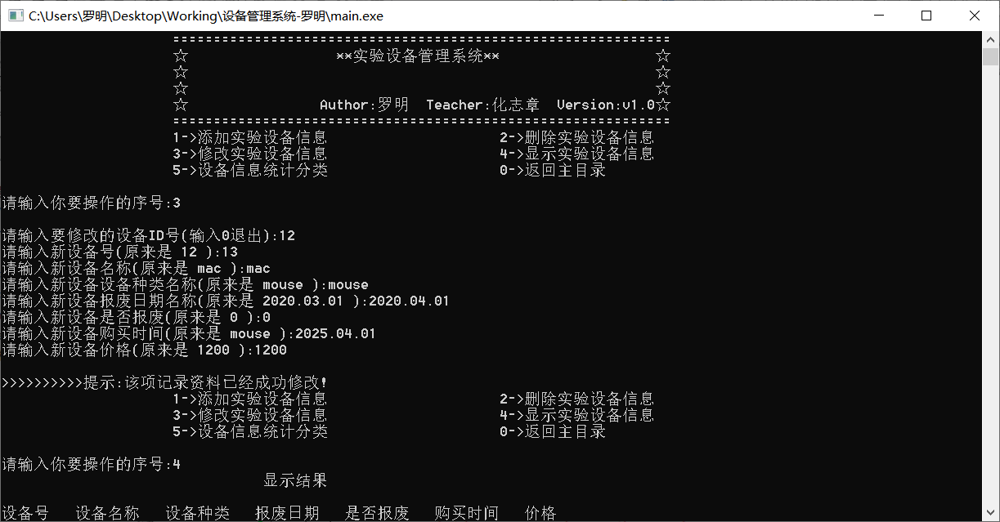 C:\Users\罗明\Desktop\Working\设备管理系统-罗明\main.exe
☆ **实验设备管理系统** ☆
☆ ☆
☆ ☆
☆ Author:罗明 Teacher:化志章 Version:v1.0☆
1->添加实验设备信息 2->删除实验设备信息
3->修改实验设备信息 4->显示实验设备信息
5->设备信息统计分类 0->返回主目录
请输入你要操作的序号:3
请输入要修改的设备ID号(输入0退出):12
请输入新设备号(原来是 12 ):13
请输入新设备名称(原来是 mac ):mac
请输入新设备设备种类名称(原来是 mouse ):mouse
请输入新设备报废日期名称(原来是 2020.03.01 ):2020.04.01
请输入新设备是否报废(原来是 0 ):0
请输入新设备购买时间(原来是 mouse ):2025.04.01
请输入新设备价格(原来是 1200 ):1200
>>>>>>>>>>提示:该项记录资料已经成功修改!
1->添加实验设备信息 2->删除实验设备信息
3->修改实验设备信息 4->显示实验设备信息
5->设备信息统计分类 0->返回主目录
请输入你要操作的序号:4
显示结果
设备号 设备名称 设备种类 报废日期 是否报废 购买时间 价格